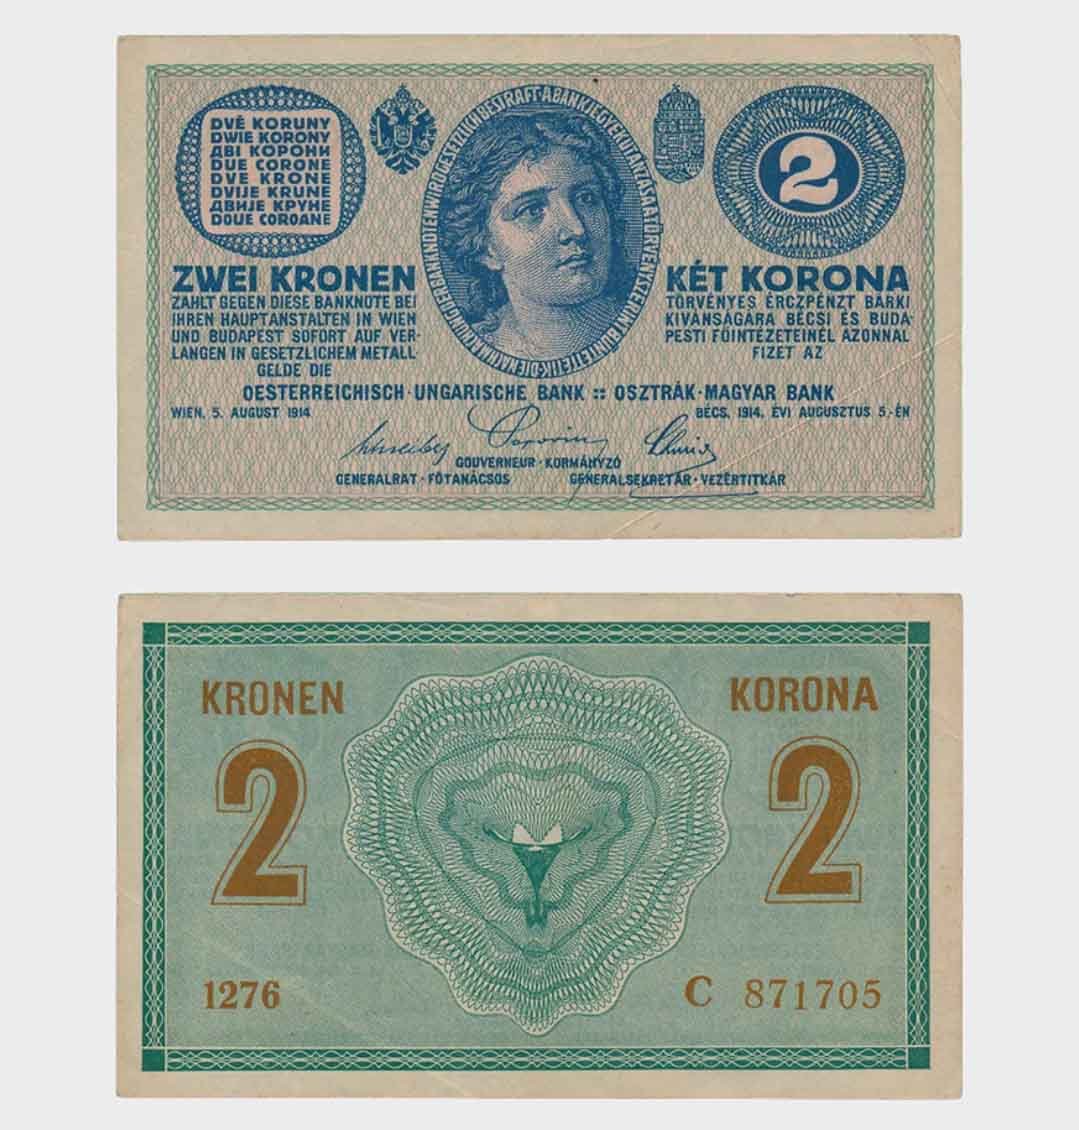 DVĚ KORUNY
DWIE KORONY
ДВІ КОРОНИ
DUE CORONE
DVE KRONE
DVIJE KRUNE
ДВИЈЕ КРУНЕ
DOUE COROANE
2
ZWEI KRONEN
ZAHLT GEGEN DIESE BANKNOTE BEI
IHREN HAUPTANSTALTEN IN WIEN
UND BUDAPEST SOFORT AUF VER-
LANGEN IN GESETZLICHEM METALL-
GELDE DIE
KÉT KORONA
TÖRVÉNYES ÉRCZPÉNZT BÁRKI
KIVÁNSÁGÁRA BÉCSI ÉS BUDA-
PESTI FŐINTÉZETEINÉL AZONNAL
FIZET AZ
OESTERREICHISCH-UNGARISCHE BANK :: OSZTRÁK-MAGYAR BANK
WIEN, 5. AUGUST 1914
BÉCS, 1914. ÉVI AUGUSZTUS 5.-ÉN
GOUVERNEUR · KORMÁNYZÓ
GENERALRAT · FŐTANÁCSOS
GENERALSEKRETÄR · VEZÉRTITKÁR
KRONEN
KORONA
2
2
1276
C 871705